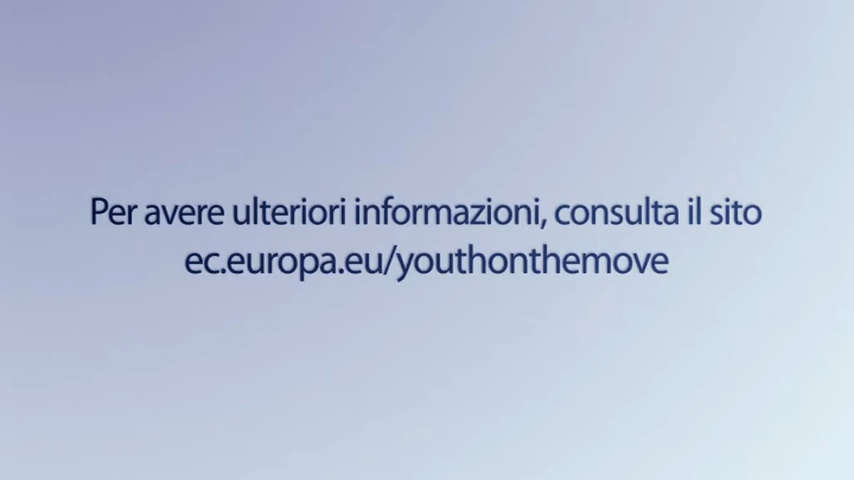 Per avere ulteriori informazioni, consulta il sito
ec.europa.eu/youthonthemove